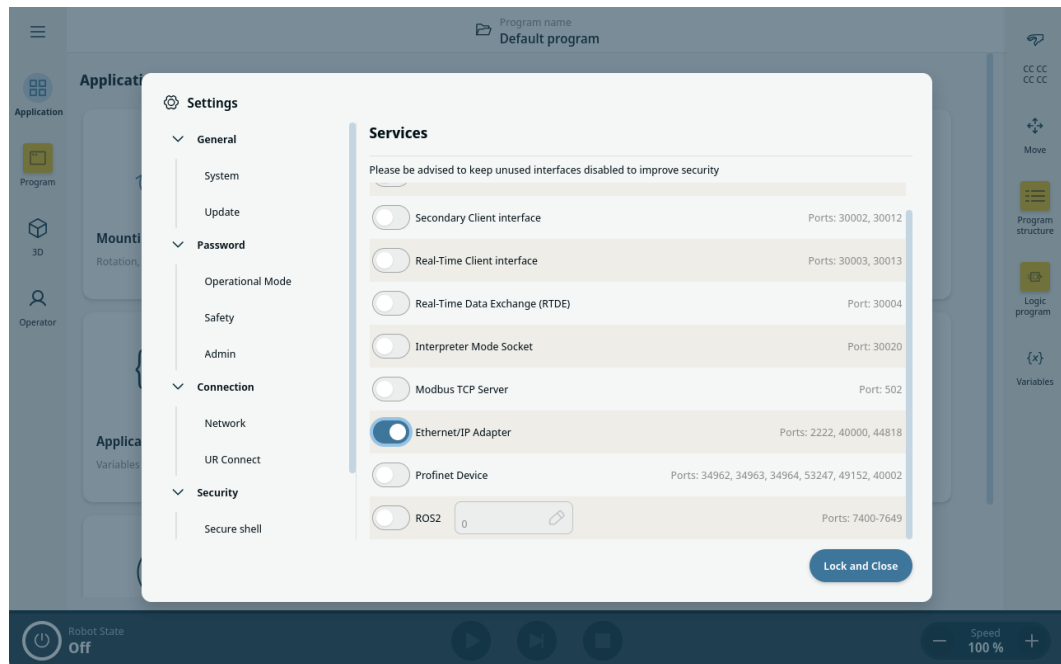 Program name
Default program
Applicati
Application
Program
3D
Operator
Mounti
Rotation,
Applica
Variables
Settings
General
System
Update
Password
Operational Mode
Safety
Admin
Connection
Network
UR Connect
Security
Secure shell
Services
Please be advised to keep unused interfaces disabled to improve security
Secondary Client interface Ports: 30002, 30012
Real-Time Client interface Ports: 30003, 30013
Real-Time Data Exchange (RTDE) Port: 30004
Interpreter Mode Socket Port: 30020
Modbus TCP Server Port: 502
Ethernet/IP Adapter Ports: 2222, 40000, 44818
Profinet Device Ports: 34962, 34963, 34964, 53247, 49152, 40002
ROS2 0 Ports: 7400-7649
Lock and Close
CC CC
CC CC
Move
Program
structure
Logic
program
{x}
Variables
Robot State
Off
Speed
100 %